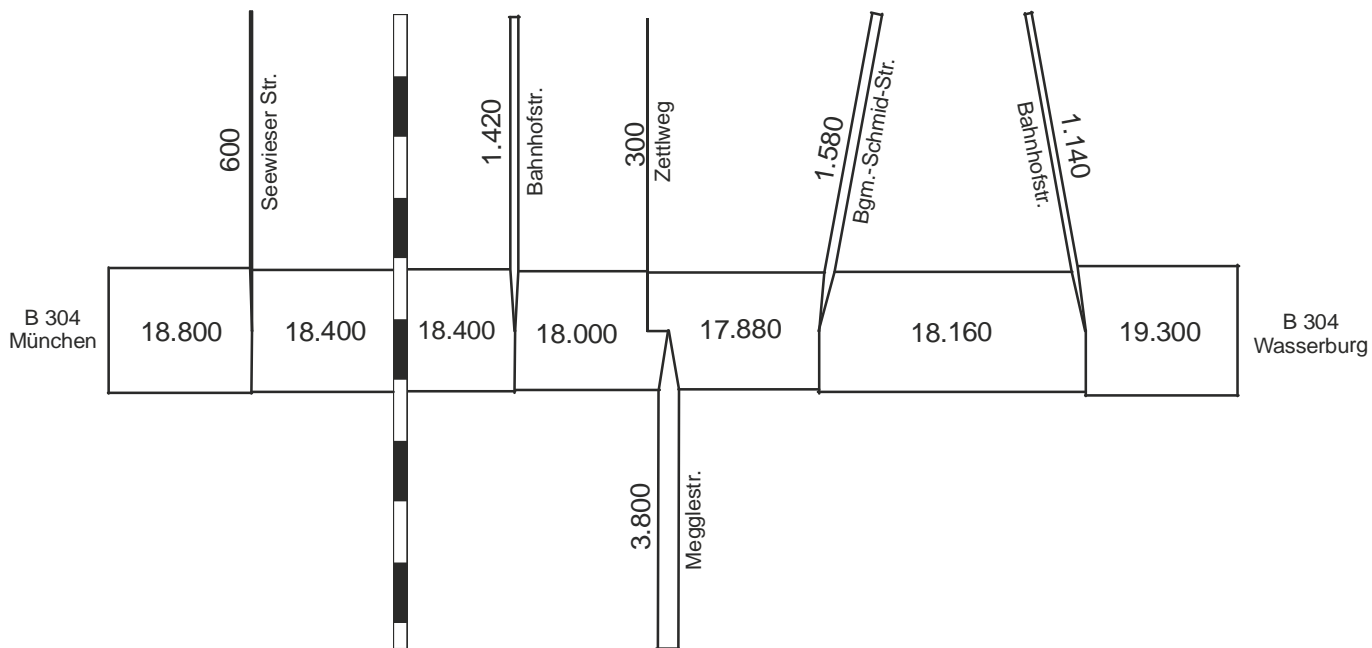 600
Seewieser Str.
1.420
Bahnhofstr.
300
Zettlweg
1.580
Bgm.-Schmid-Str.
Bahnhofstr.
1.140
B 304
München
18.800
18.400
18.400
18.000
17.880
18.160
19.300
B 304
Wasserburg
3.800
Megglestr.